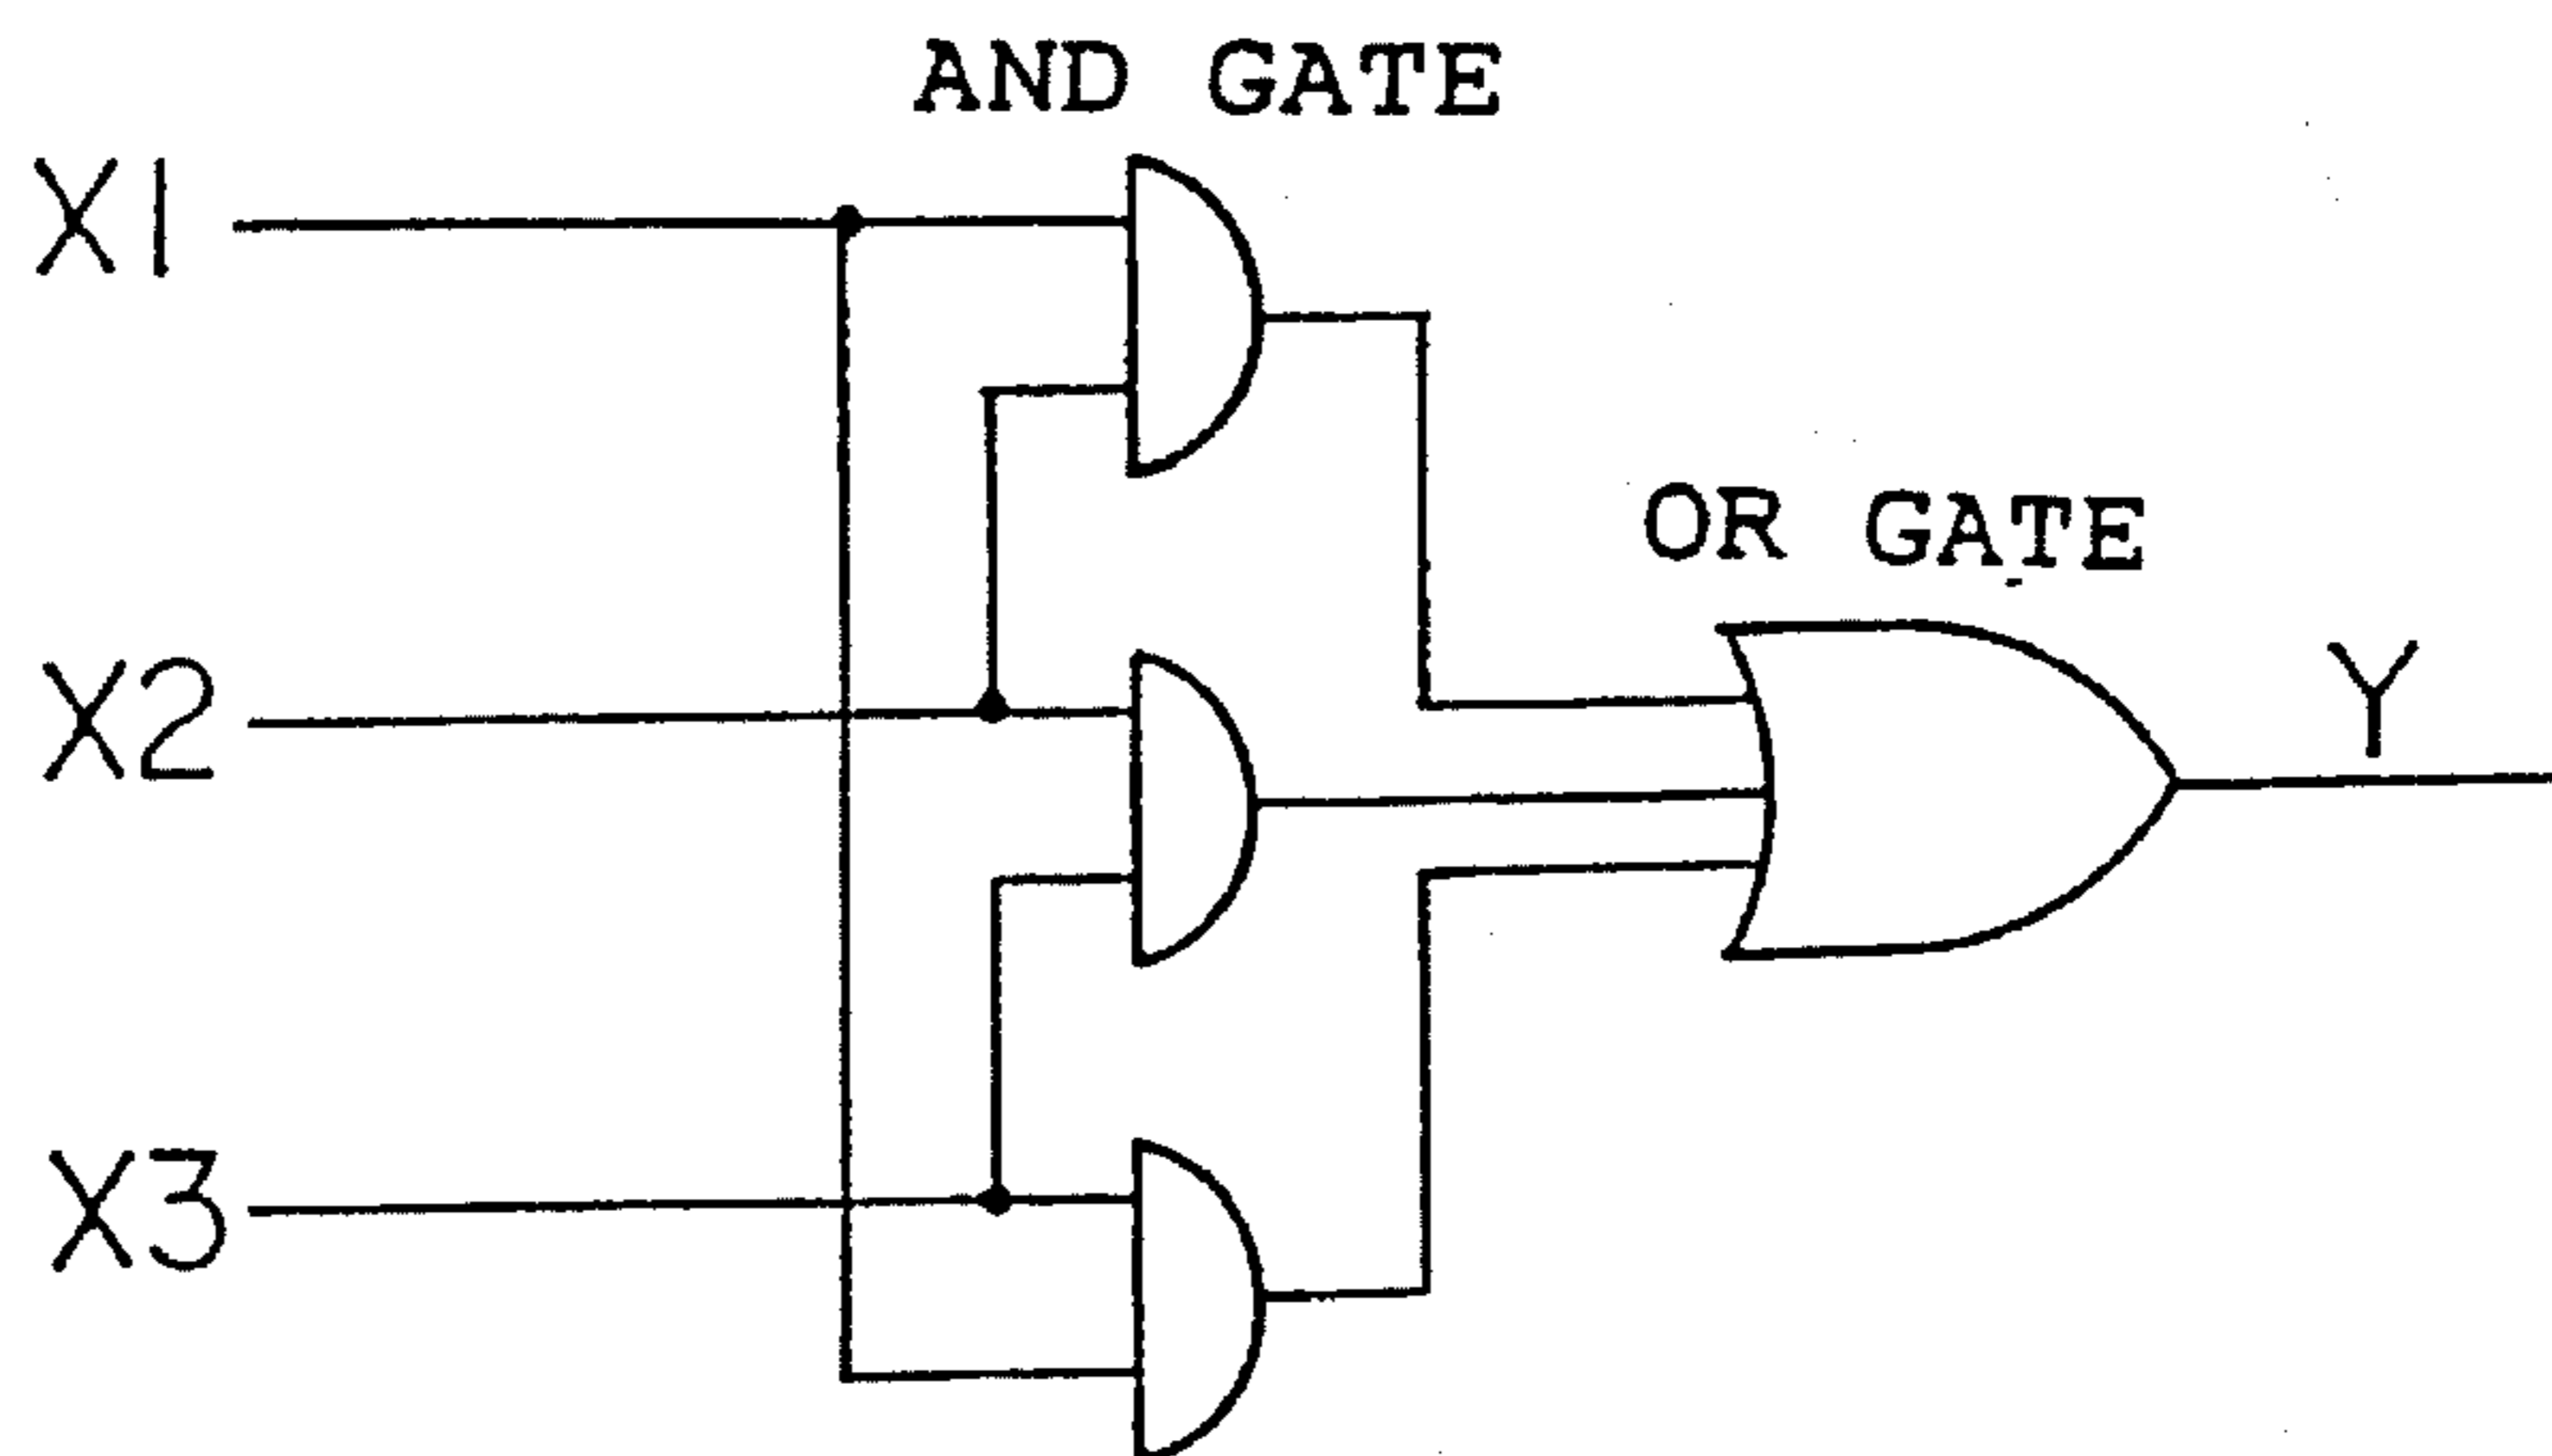 AND GATE
X1
OR GATE
X2
Y
X3